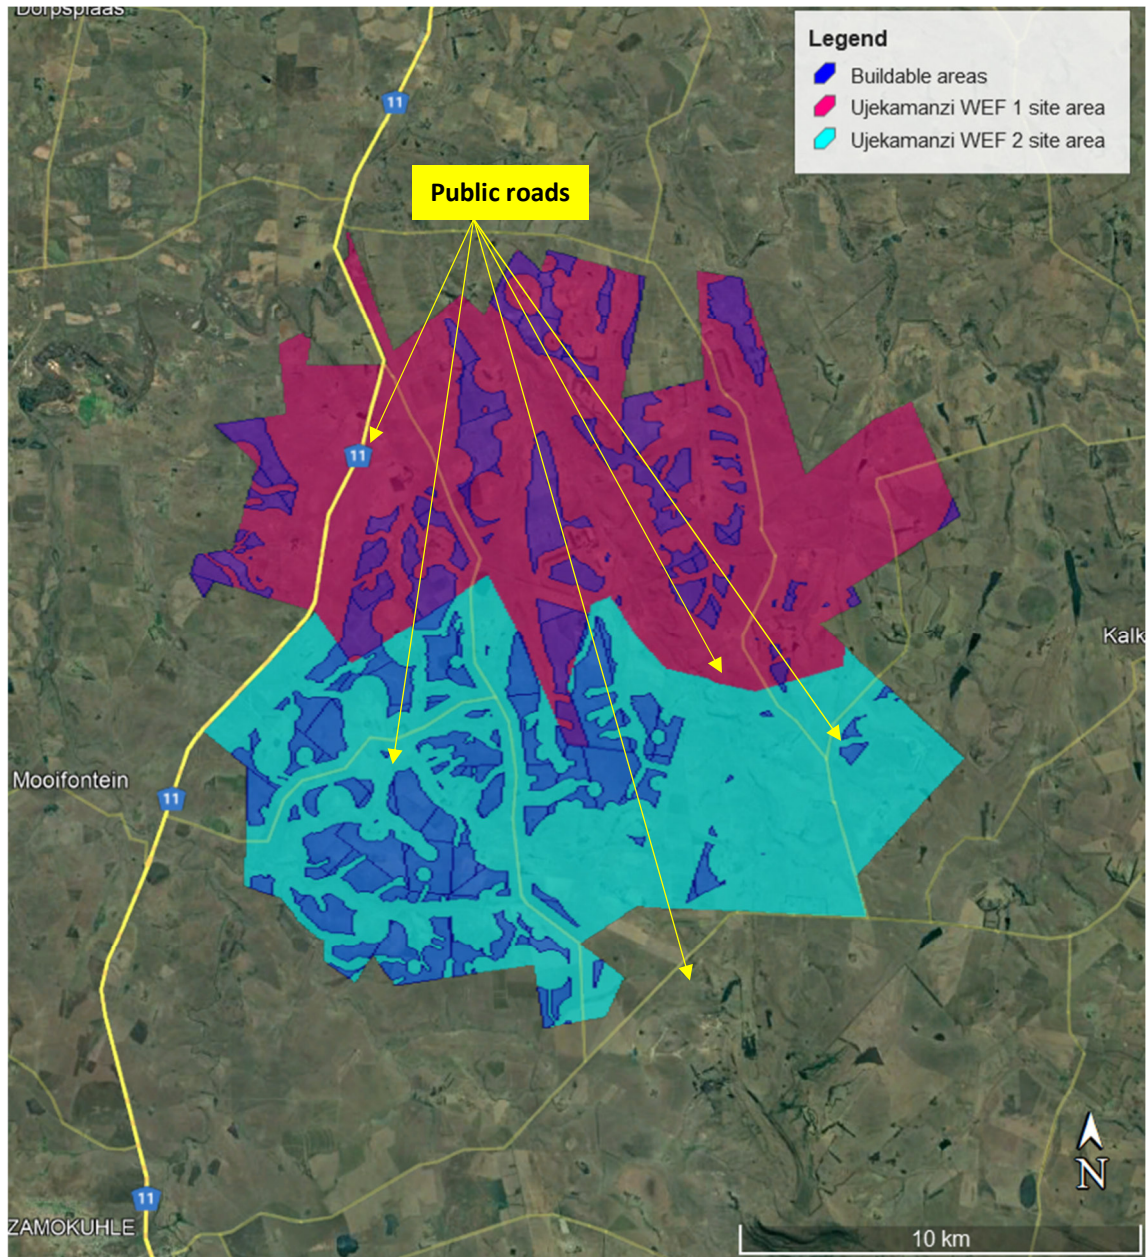 Dorpsplaas
Legend
Buildable areas
Ujekamanzi WEF 1 site area
Ujekamanzi WEF 2 site area
11
Public roads
11
Kalk
Mooifontein
11
N
11
ZAMOKUHLE
10 km